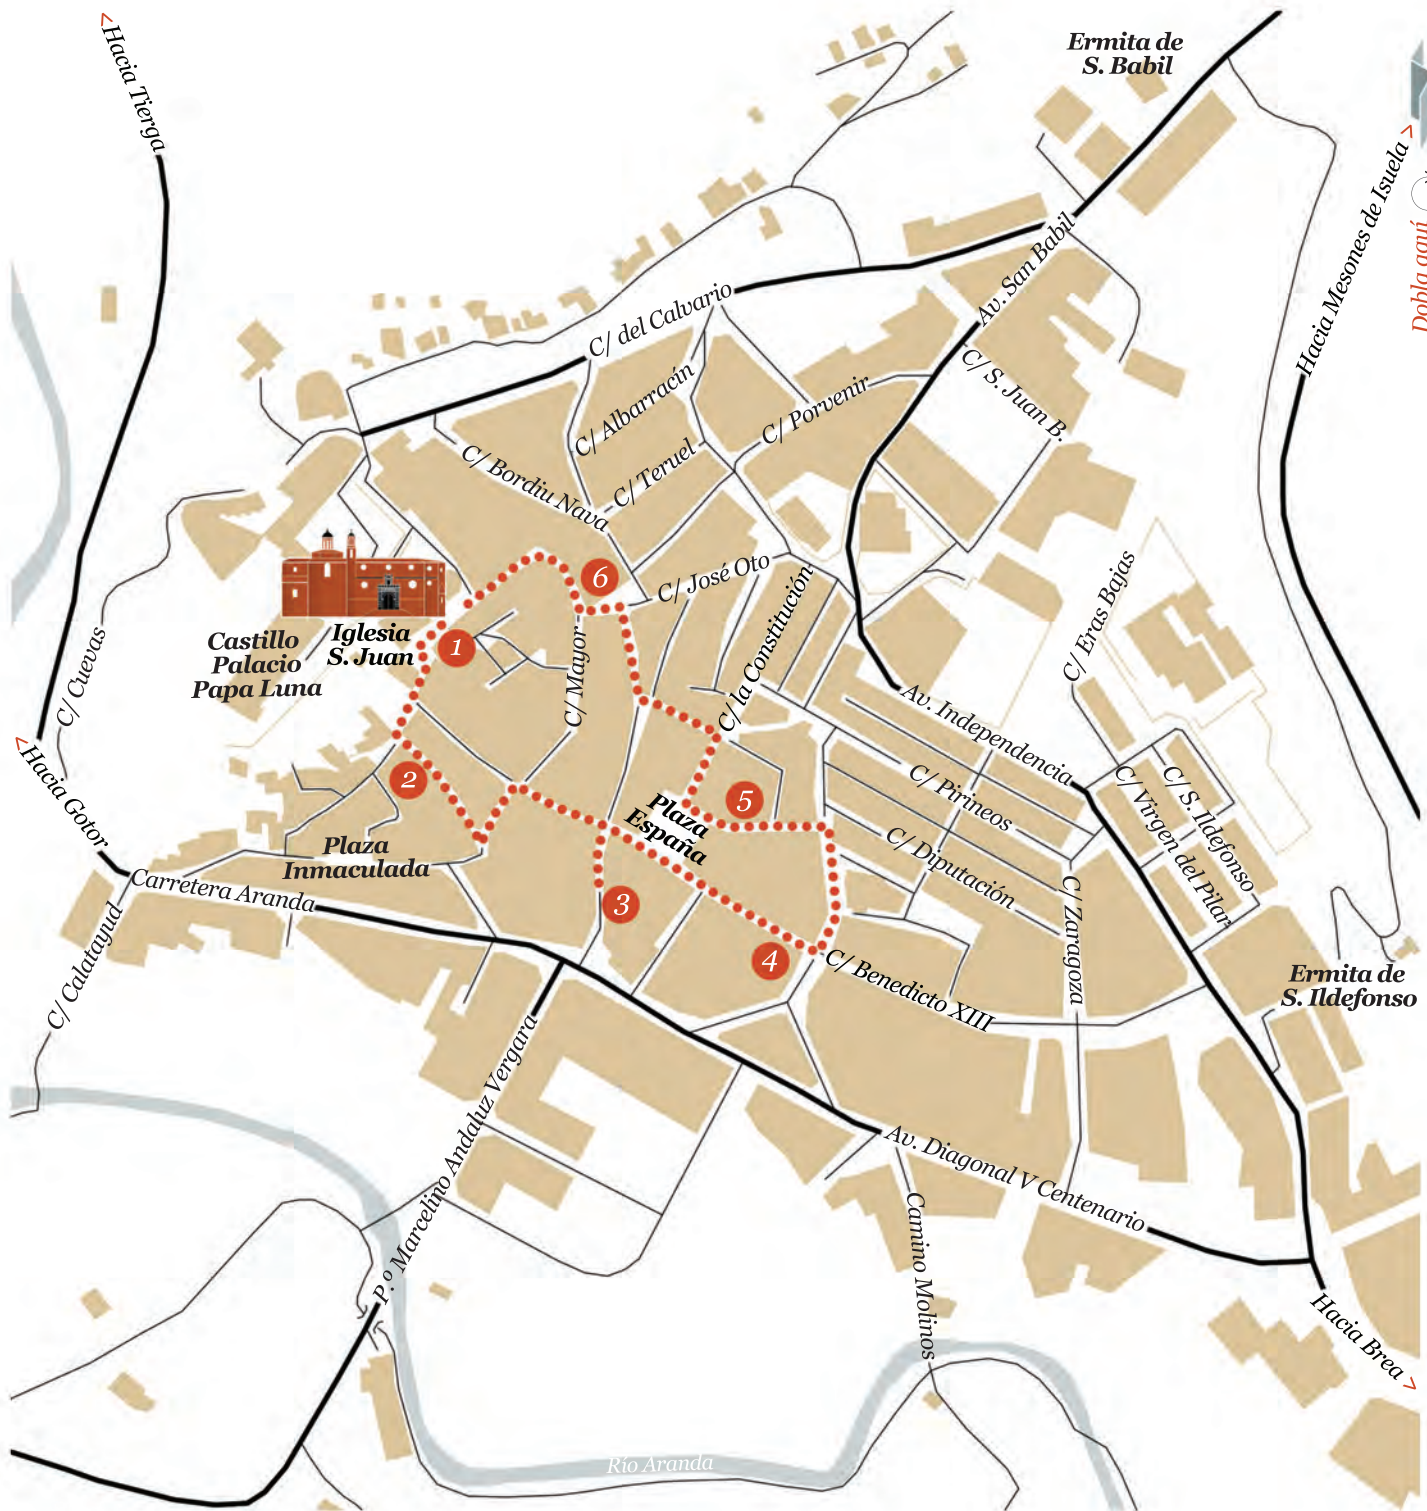 <Hacia Tierga
Ermita de
S. Babil
Hacia Mesones de Isuela >
Dobla aquí
Av. San Babil
C/ del Calvario
C/ S. Juan B.
C/ Albarracín
C/ Porvenir
C/ Teruel
C/ Bordiu Nava
6
C/ José Oto
C/ la Constitución
C/ Eras Bajas
C/ Cuevas
Castillo
Palacio
Papa Luna
Iglesia
S. Juan
1
C/ Mayor
Av. Independencia
<Hacia Gotor
2
5
Plaza
España
C/ Pirineos
C/ Virgen del Pilar
C/ S. Ildefonso
Plaza
Inmaculada
C/ Diputación
Carretera Aranda
3
C/ Zaragoza
C/ Calatayud
4
C/ Benedicto XIII
Ermita de
S. Ildefonso
P.º Marcelino Andaluz Vergara
Av. Diagonal V Centenario
Camino Molinos
Hacia Brea >
Río Aranda